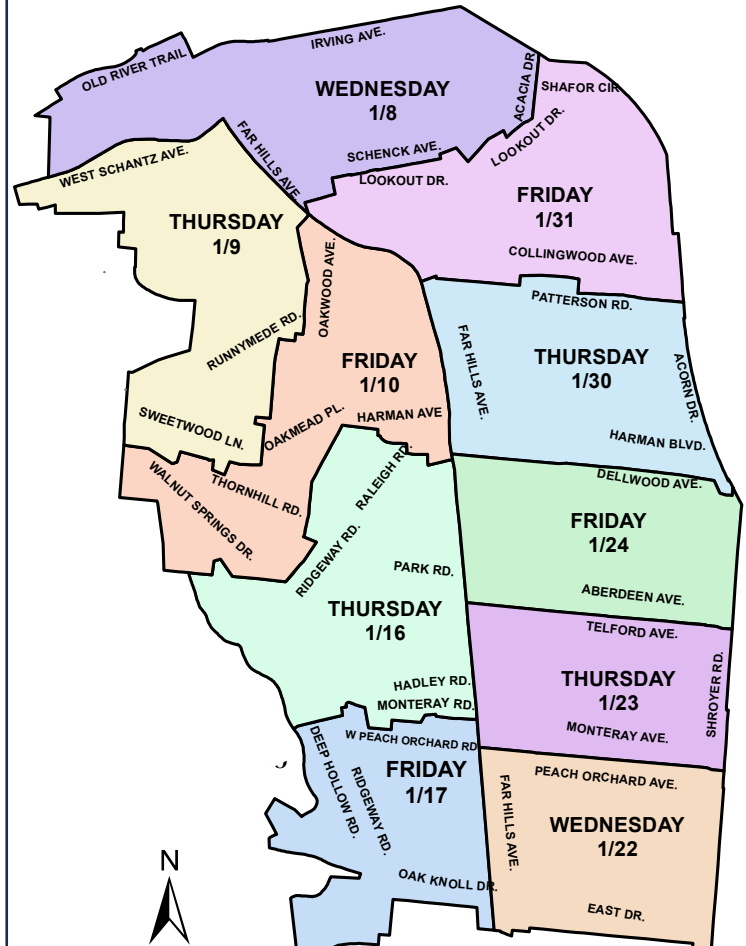 OLD RIVER TRAIL
IRVING AVE.
WEDNESDAY
1/8
ACACIA DR.
SHAFOR CIR
LOOKOUT DR.
SCHENCK AVE.
LOOKOUT DR.
FAR HILLS AVE.
WEST SCHANTZ AVE.
THURSDAY
1/9
FRIDAY
1/31
COLLINGWOOD AVE.
OAKWOOD AVE.
RUNNYMEDE RD.
PATTERSON RD.
FAR HILLS AVE.
THURSDAY
1/30
ACORN DR.
HARMAN BLVD.
FRIDAY
1/10
HARMAN AVE
OAKMEAD PL.
SWEETWOOD LN.
WALNUT SPRINGS DR.
THORNHILL RD.
RALEIGH RD.
RIDGEWAY RD.
DELLWOOD AVE.
FRIDAY
1/24
ABERDEEN AVE.
PARK RD.
THURSDAY
1/16
HADLEY RD.
MONTERAY RD.
TELFORD AVE.
THURSDAY
1/23
SHROYER RD.
MONTERAY AVE.
W PEACH ORCHARD RD
DEEP HOLLOW RD.
RIDGEWAY RD.
FRIDAY
1/17
OAK KNOLL DR.
FAR HILLS AVE.
PEACH ORCHARD AVE.
WEDNESDAY
1/22
EAST DR.
N